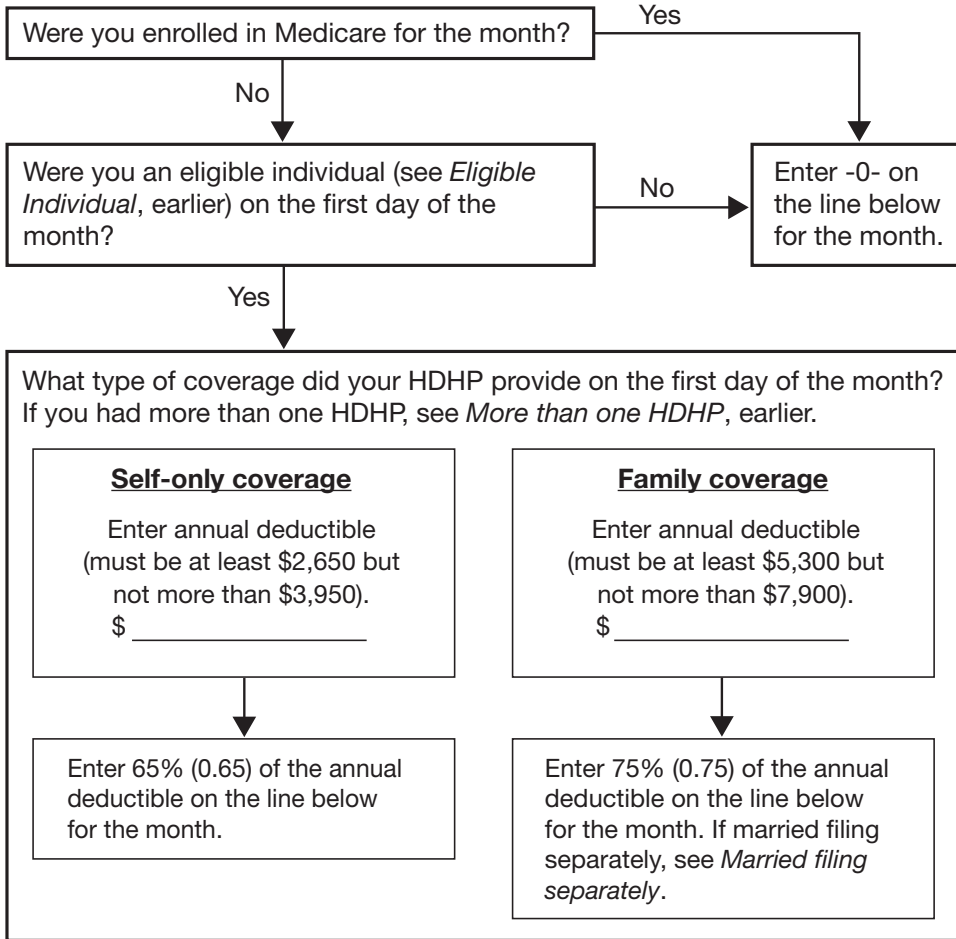 Were you enrolled in Medicare for the month?
Yes
No
Were you an eligible individual (see Eligible
Individual, earlier) on the first day of the
month?
No
Enter -0- on
the line below
for the month.
Yes
What type of coverage did your HDHP provide on the first day of the month?
If you had more than one HDHP, see More than one HDHP, earlier.
Self-only coverage
Enter annual deductible
(must be at least $2,650 but
not more than $3,950).
$
Enter 65% (0.65) of the annual
deductible on the line below
for the month.
Family coverage
Enter annual deductible
(must be at least $5,300 but
not more than $7,900).
$
Enter 75% (0.75) of the annual
deductible on the line below
for the month. If married filing
separately, see Married filing
separately.